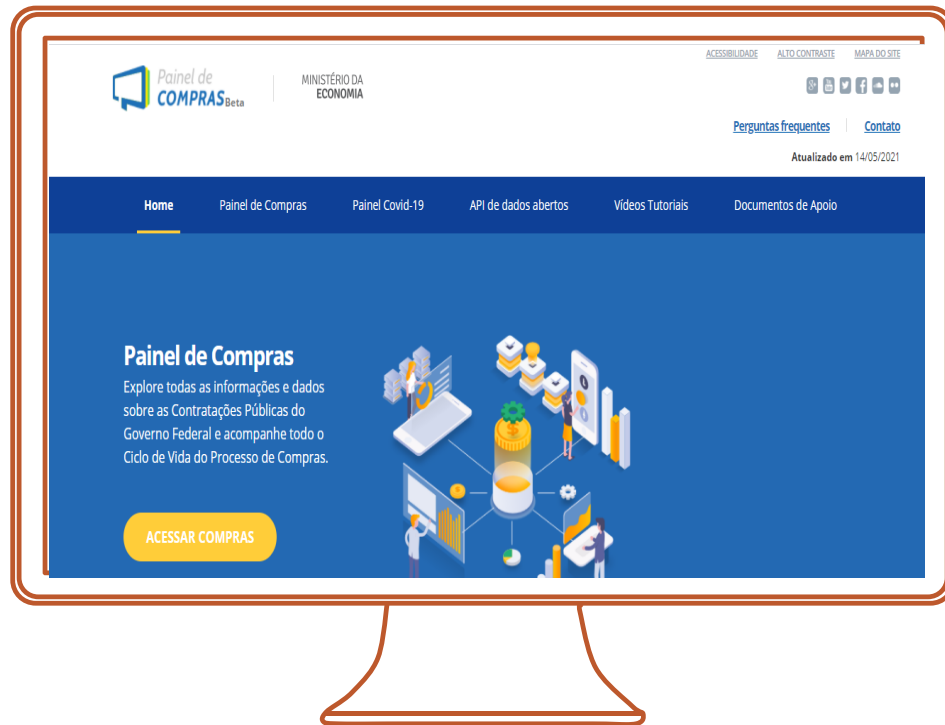 ACESSIBILIDADE ALTO CONTRASTE MAPA DO SITE
Painel de
COMPRAS Beta
MINISTÉRIO DA
ECONOMIA
Perguntas frequentes Contato
Atualizado em 14/05/2021
Home Painel de Compras Painel Covid-19 API de dados abertos Vídeos Tutoriais Documentos de Apoio
Painel de Compras
Explore todas as informações e dados
sobre as Contratações Públicas do
Governo Federal e acompanhe todo o
Ciclo de Vida do Processo de Compras.
ACESSAR COMPRAS